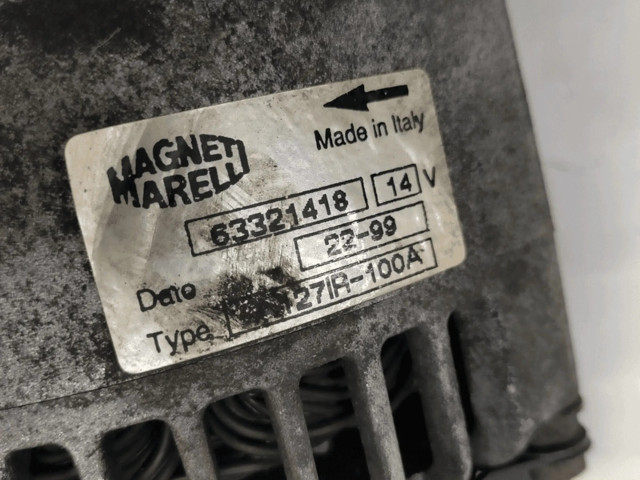 MAGNETI
MARELLI
Made in Italy
63321418 14 V
Date 22-99
Type 127IR-100A